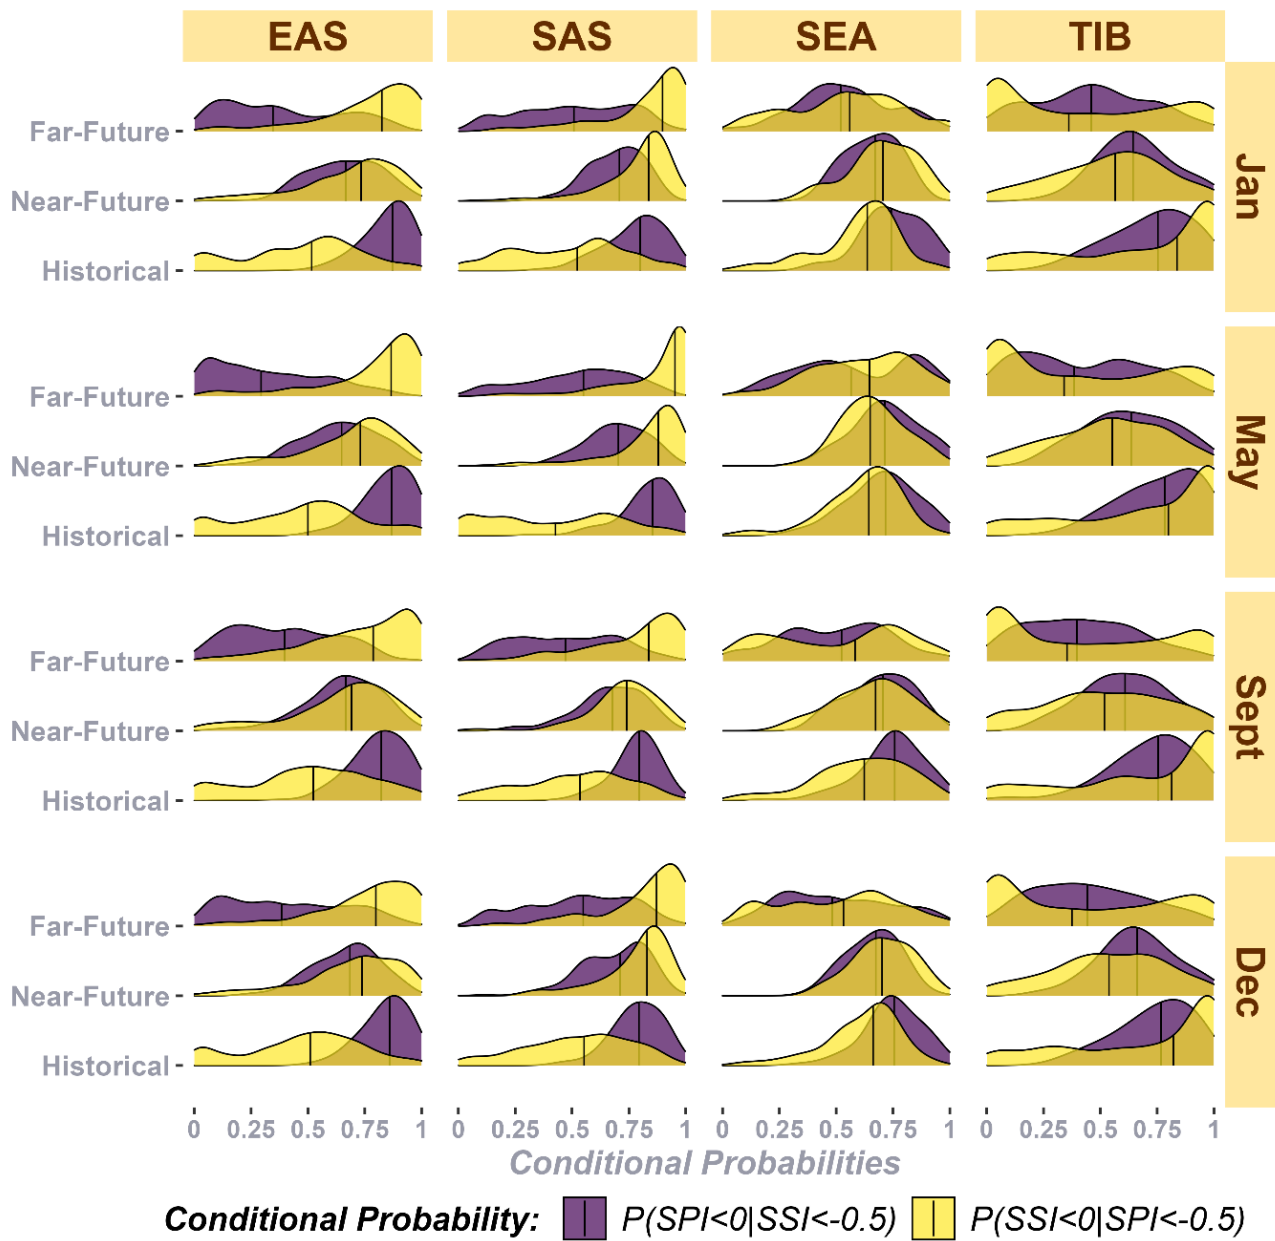 EAS SAS SEA TIB
Far-Future
Near-Future
Historical
Jan
Far-Future
Near-Future
Historical
May
Far-Future
Near-Future
Historical
Sept
Far-Future
Near-Future
Historical
Dec
0 0.25 0.5 0.75 1 0 0.25 0.5 0.75 1 0 0.25 0.5 0.75 1 0 0.25 0.5 0.75 1
Conditional Probabilities
Conditional Probability: P(SPI<0|SSI<-0.5) P(SSI<0|SPI<-0.5)